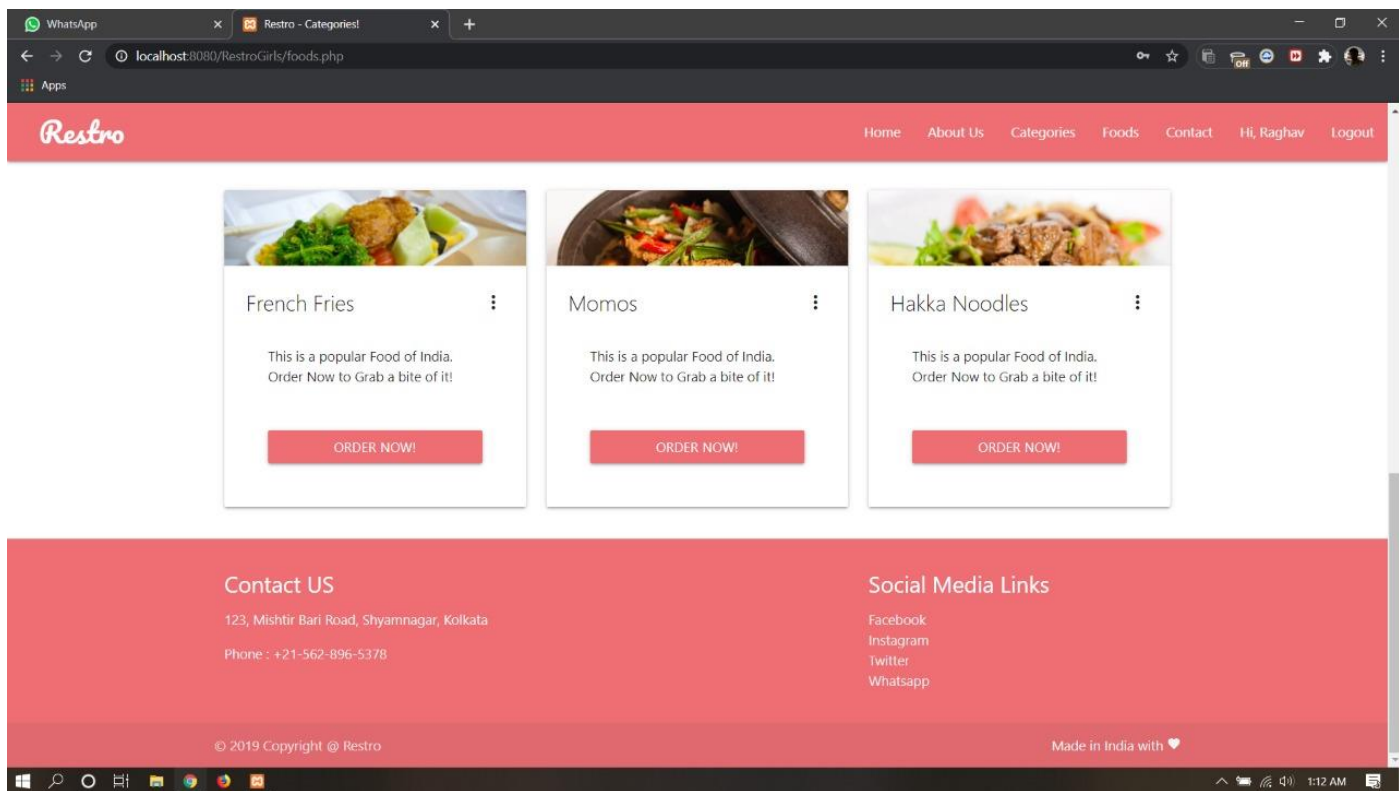 WhatsApp
Restro - Categories!
localhost:8080/RestroGirls/foods.php
Off
Apps
Restro
Home About Us Categories Foods Contact Hi, Raghav Logout
French Fries
This is a popular Food of India.
Order Now to Grab a bite of it!
ORDER NOW!
Momos
This is a popular Food of India.
Order Now to Grab a bite of it!
ORDER NOW!
Hakka Noodles
This is a popular Food of India.
Order Now to Grab a bite of it!
ORDER NOW!
Contact US
123, Mishtir Bari Road, Shyamnagar, Kolkata
Phone : +21-562-896-5378
Social Media Links
Facebook
Instagram
Twitter
Whatsapp
© 2019 Copyright @ Restro
Made in India with ♥
1:12 AM